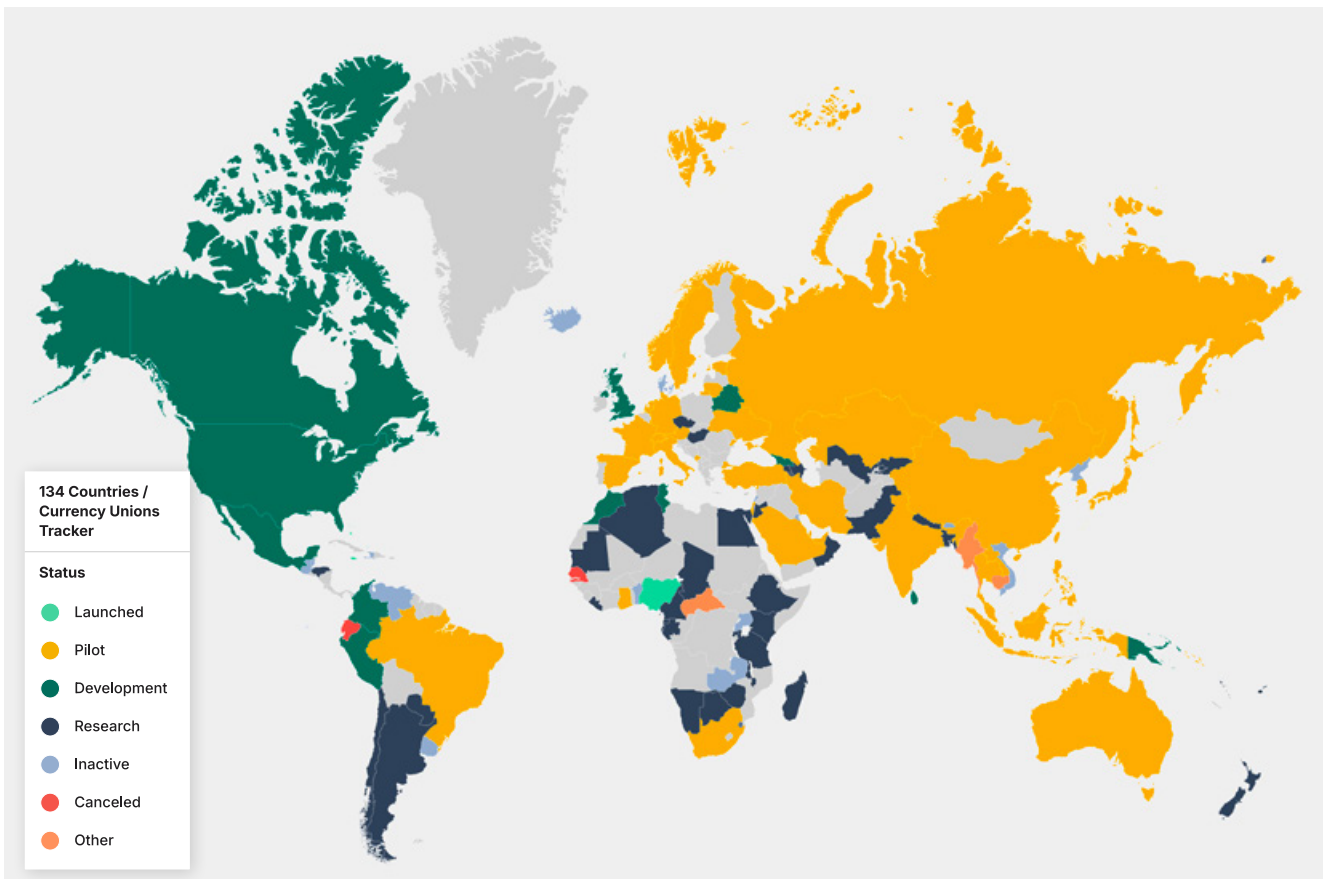 134 Countries /
Currency Unions
Tracker
Status
Launched
Pilot
Development
Research
Inactive
Canceled
Other